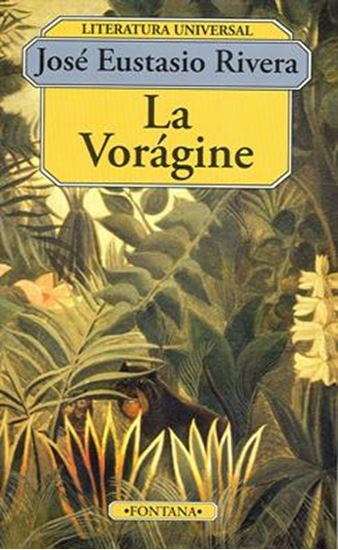 LITERATURA UNIVERSAL
José Eustasio Rivera
La
Vorágine
•FONTANA•